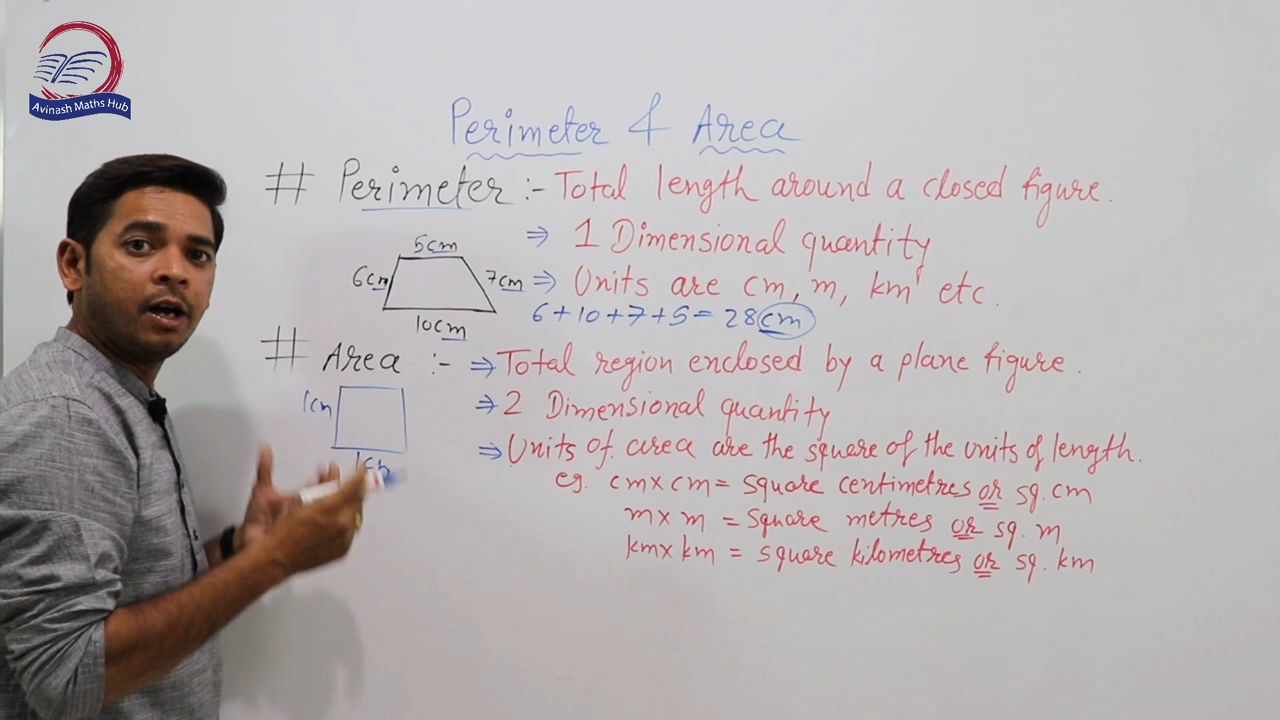 Avinash Maths Hub
Perimeter & Area
# Perimeter :- Total length around a closed figure.
⇒ 1 Dimensional quantity
5cm
6cm
7cm
10cm
⇒ Units are cm, m, km etc.
6+10+7+5 = 28 cm
# Area :- ⇒ Total region enclosed by a plane figure.
1cm
1cm
⇒ 2 Dimensional quantity
⇒ Units of area are the square of the units of length.
eg. cm x cm = square centimetres or sq. cm
m x m = square metres or sq. m
km x km = square kilometres or sq. km